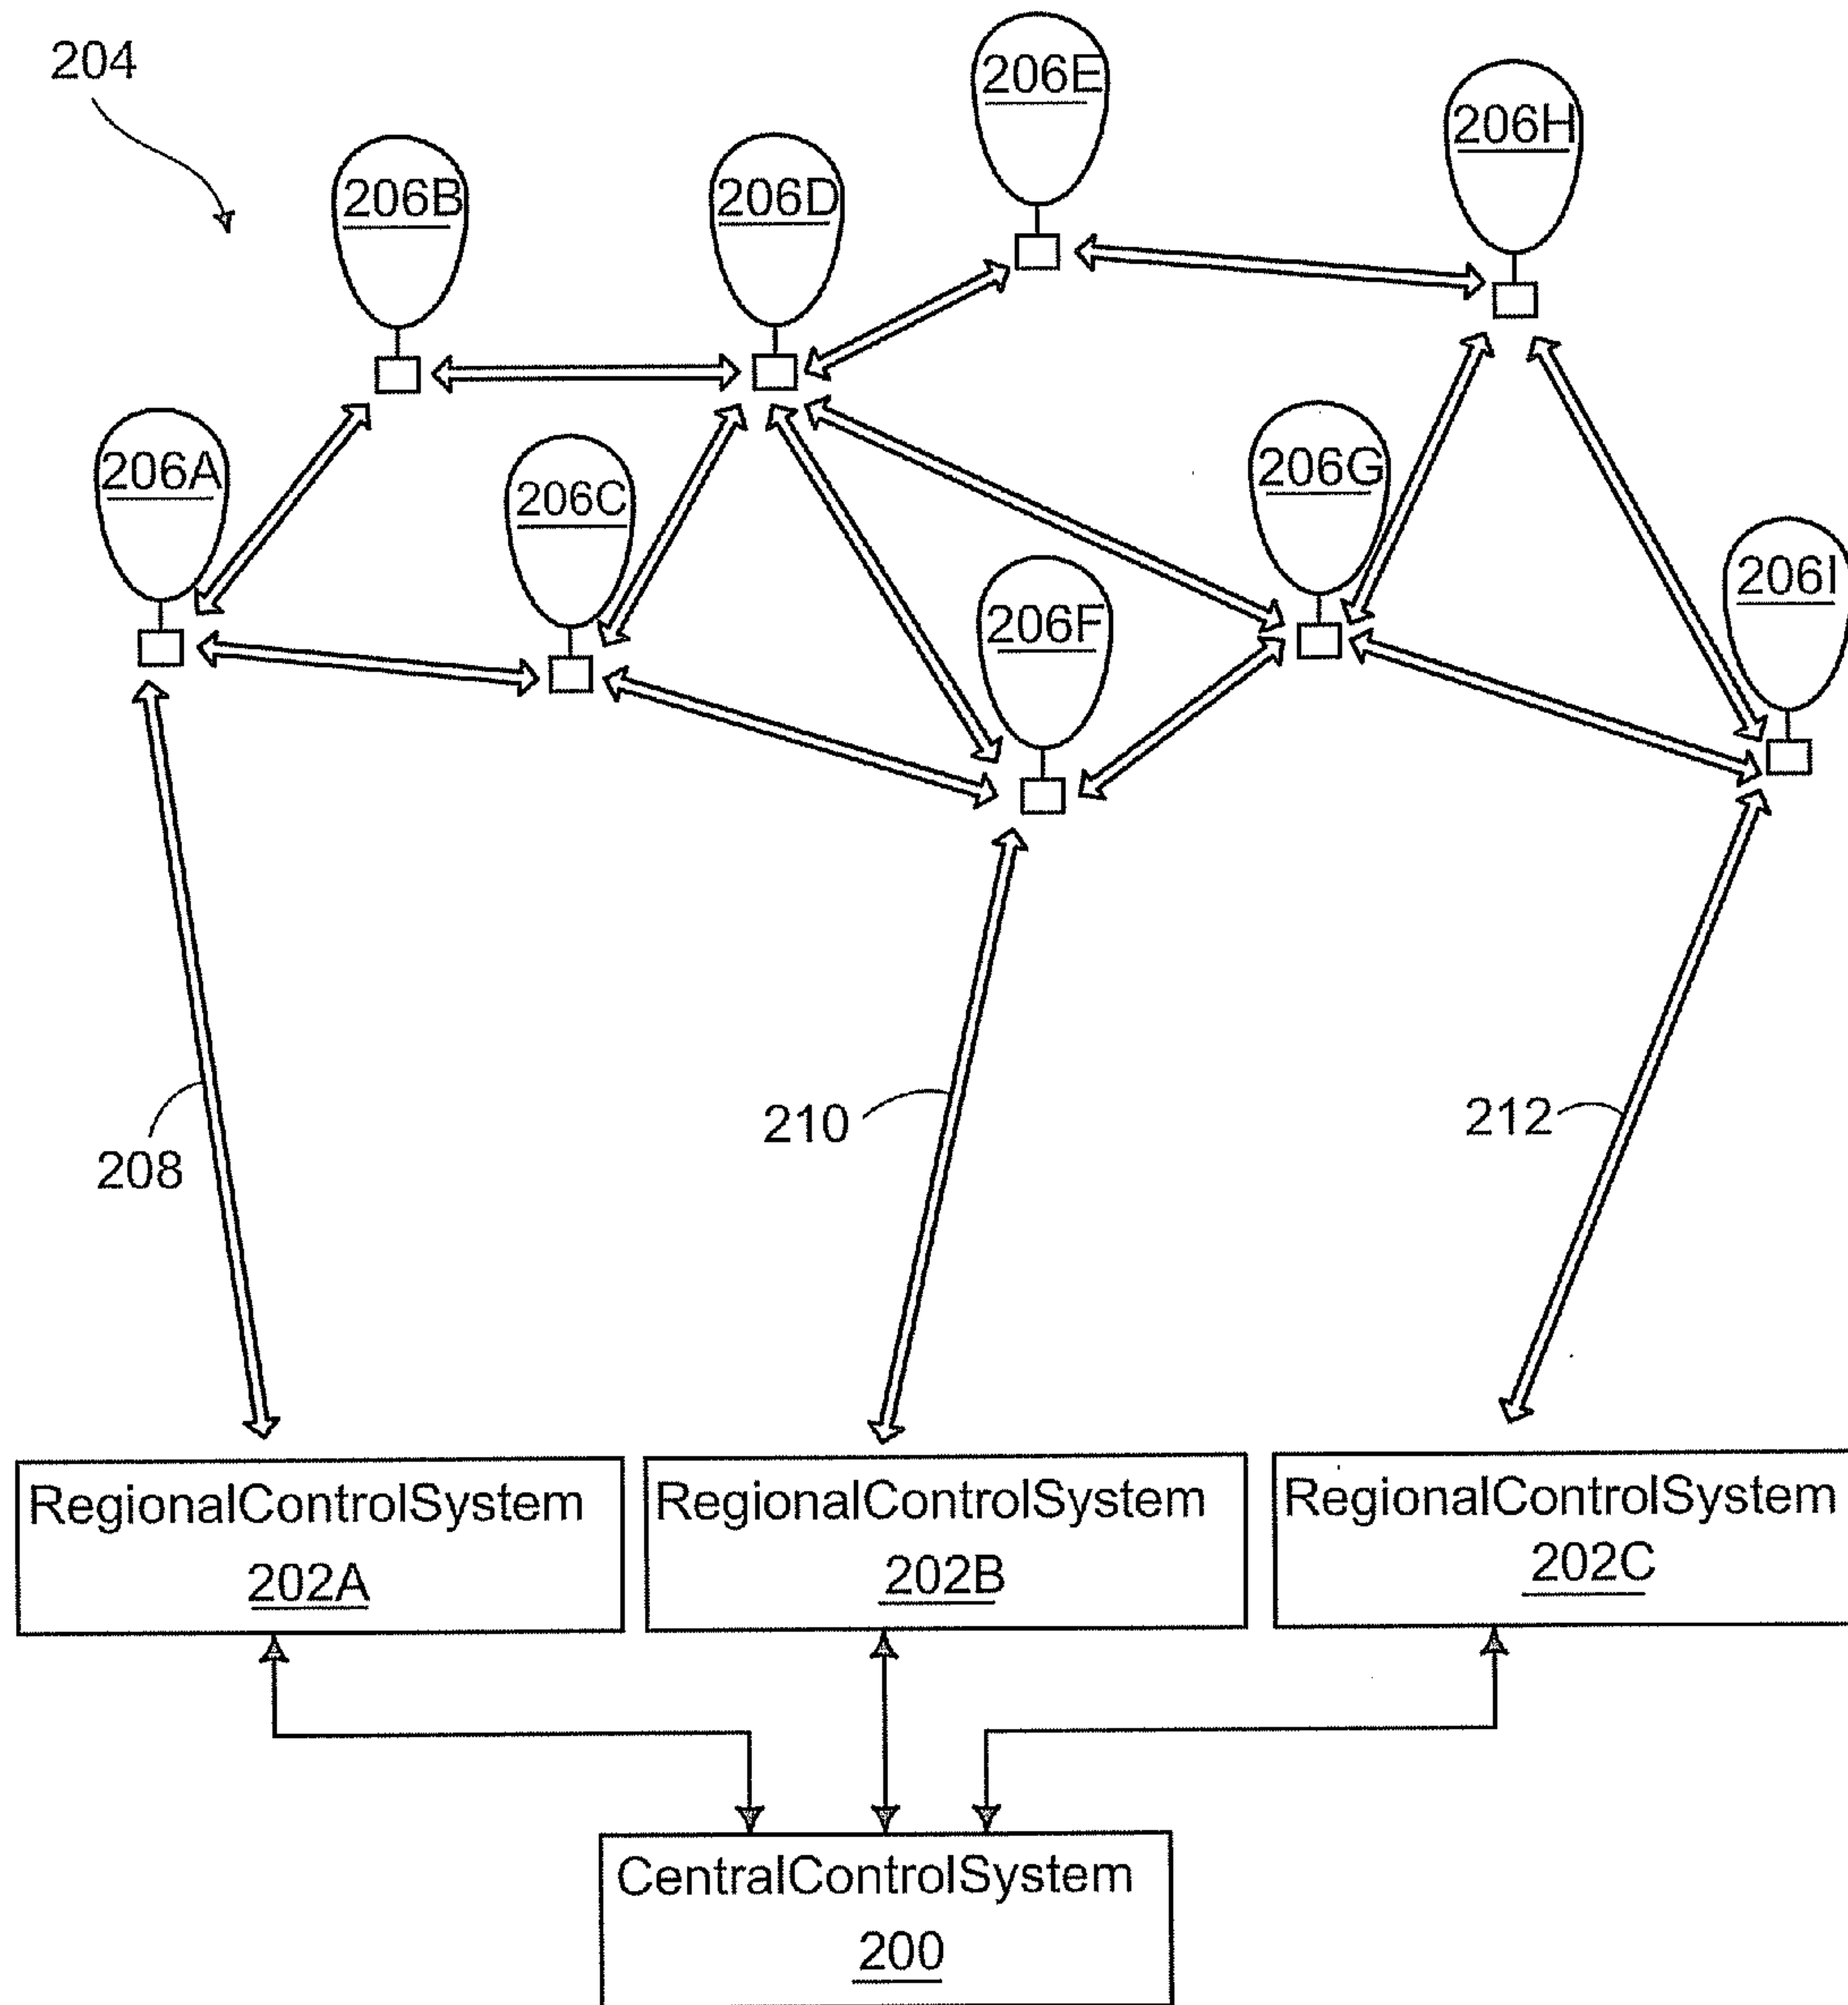 204
206E
206H
206B
206D
206A
206C
206G
206I
206F
208
210
212
RegionalControlSystem
202A
RegionalControlSystem
202B
RegionalControlSystem
202C
CentralControlSystem
200